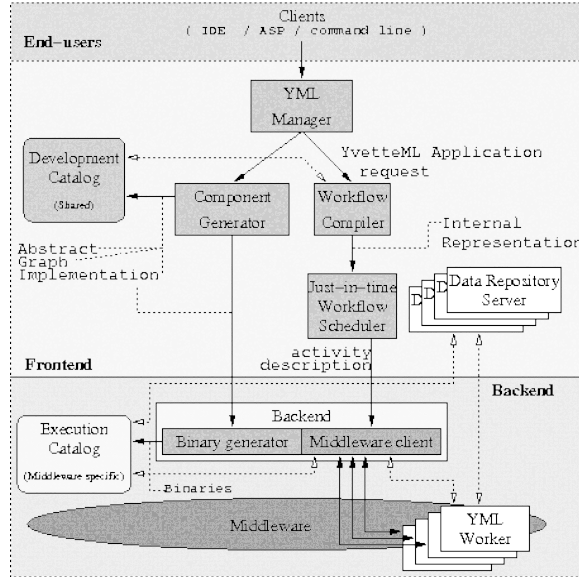 Clients
( IDE / ASP / command line )
End-users
YML
Manager
YvetteML Application
request
Development
Catalog
(Shared)
Component
Generator
Workflow
Compiler
Internal
Representation
Abstract
Graph
Implementation
Just-in-time
Workflow
Scheduler
D
D
D
Data Repository
Server
activity
description
Frontend
Backend
Backend
Execution
Catalog
(Middleware specific)
Binary generator
Middleware client
Binaries
Middleware
YML
Worker